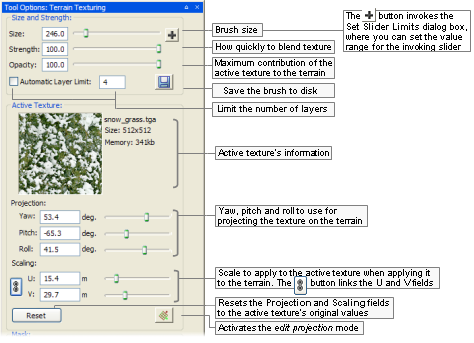 Tool Options: Terrain Texturing
Size and Strength:
Size: 246.0
Strength: 100.0
Opacity: 100.0
Automatic Layer Limit: 4
Active Texture:
snow_grass.tga
Size: 512x512
Memory: 341kb
Projection:
Yaw: 53.4 deg.
Pitch: -65.3 deg.
Roll: 41.5 deg.
Scaling:
U: 15.4 m
V: 29.7 m
Reset
Mask:
Brush size
How quickly to blend texture
Maximum contribution of the
active texture to the terrain
Save the brush to disk
Limit the number of layers
Active texture's information
Yaw, pitch and roll to use for
projecting the texture on the terrain
Scale to apply to the active texture when applying it
to the terrain. The button links the U and Vfields
Resets the Projection and Scaling fields
to the active texture's original values
Activates the edit projection mode
The button invokes the
Set Slider Limits dialog box,
where you can set the value
range for the invoking slider